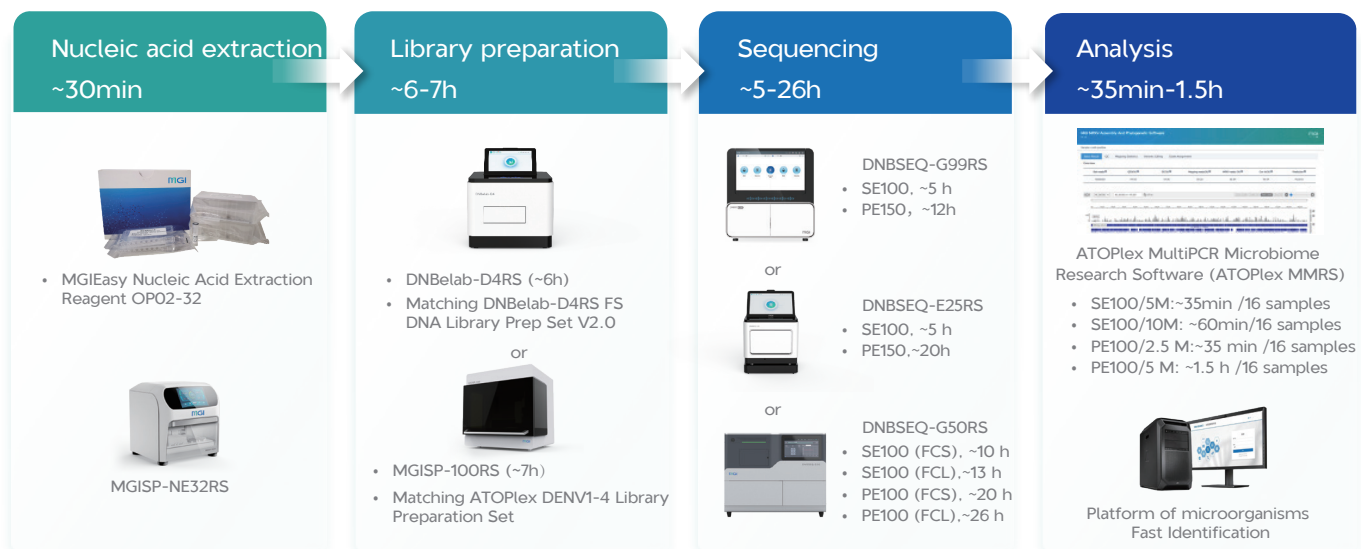 Nucleic acid extraction
~30min
Library preparation
~6-7h
Sequencing
~5-26h
Analysis
~35min-1.5h
MGI
• MGIEasy Nucleic Acid Extraction
Reagent OP02-32
MGI
MGISP-NE32RS
• DNBelab-D4RS (~6h)
• Matching DNBelab-D4RS FS
DNA Library Prep Set V2.0
or
• MGISP-100RS (~7h）
• Matching ATOPlex DENV1-4 Library
Preparation Set
DNBSEQ-G99RS
• SE100, ~5 h
• PE150，~12h
MGI
or
DNBSEQ-E25RS
• SE100, ~5 h
• PE150,~20h
or
DNBSEQ-G50RS
• SE100 (FCS), ~10 h
• SE100 (FCL),~13 h
• PE100 (FCS), ~20 h
• PE100 (FCL),~26 h
MGI
ATOPlex MultiPCR Microbiome
Research Software (ATOPlex MMRS)
• SE100/5M:~35min /16 samples
• SE100/10M: ~60min/16 samples
• PE100/2.5 M:~35 min /16 samples
• PE100/5 M: ~1.5 h /16 samples
Platform of microorganisms
Fast Identification